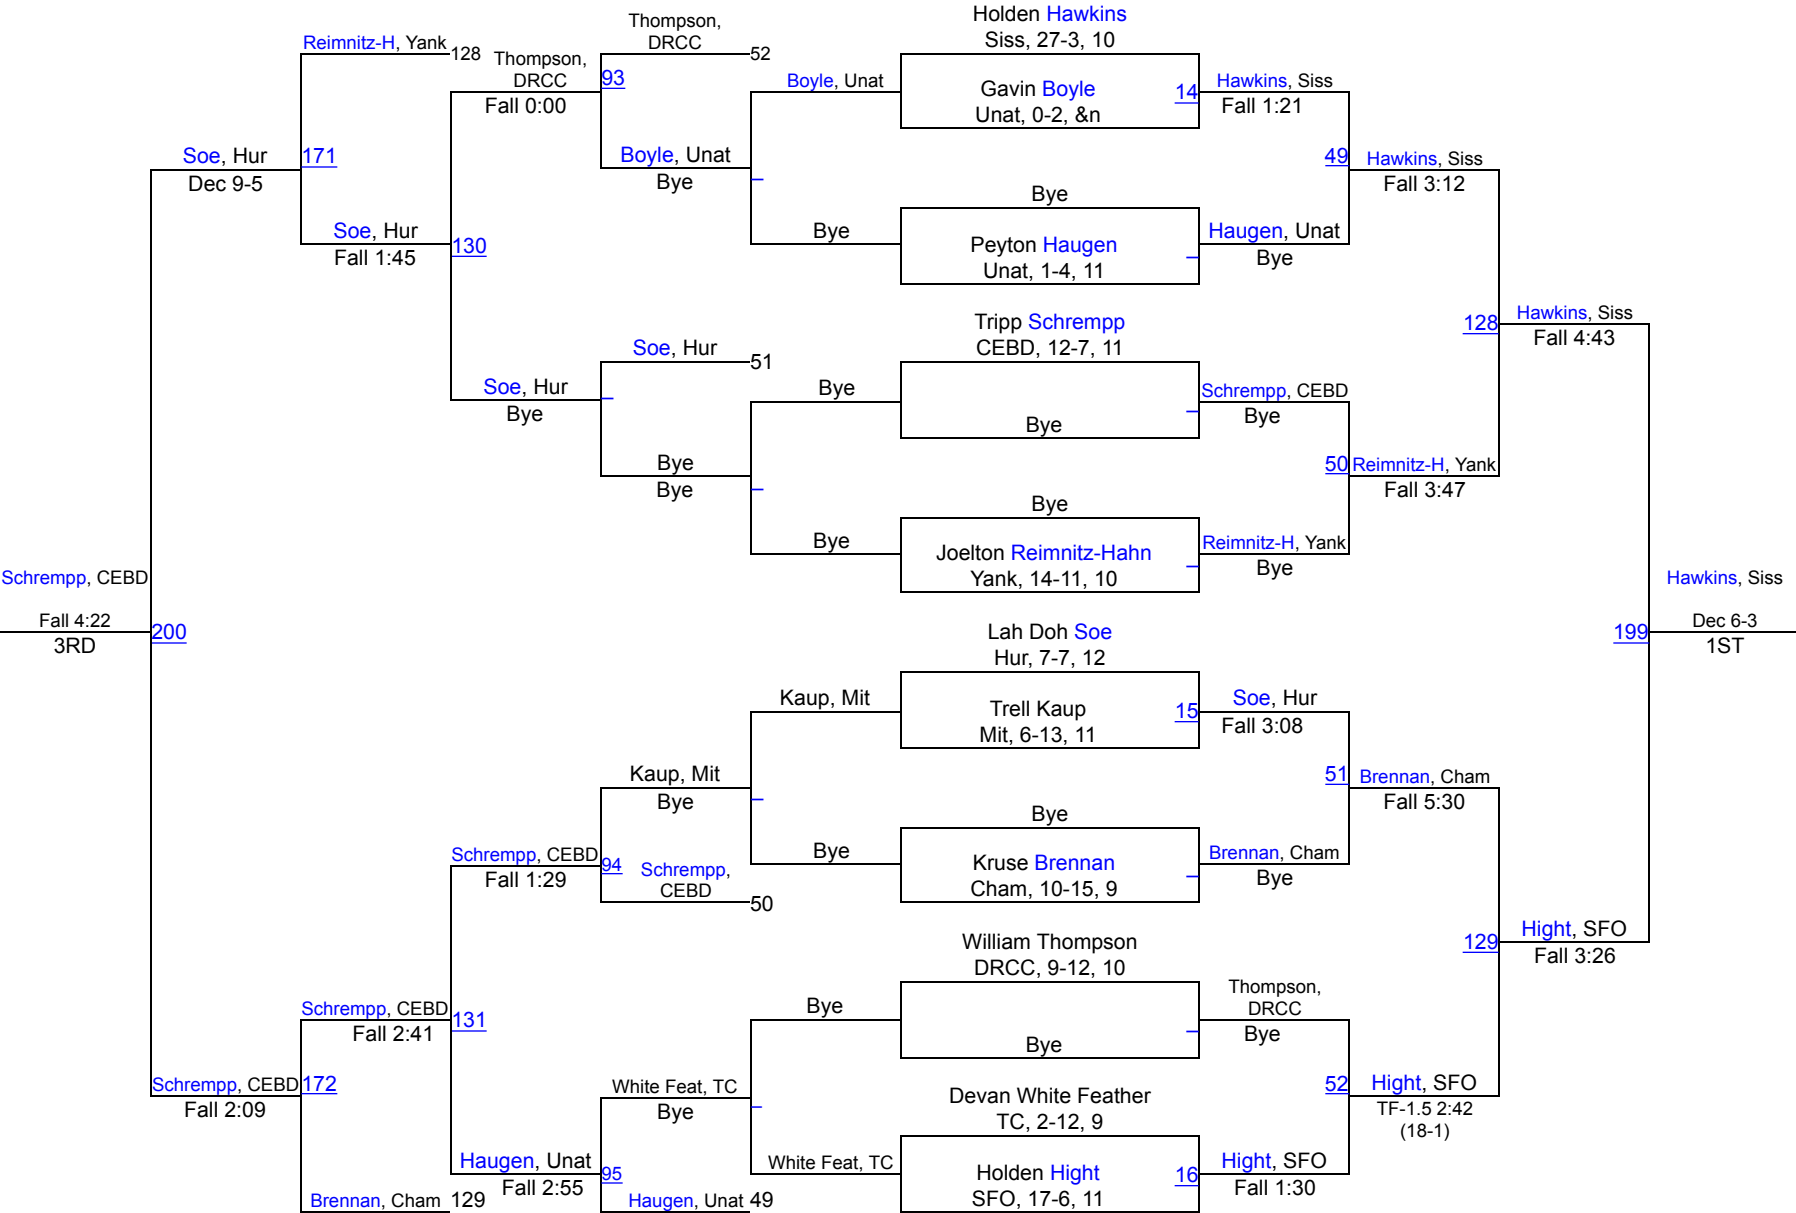 Holden Hawkins
Siss, 27-3, 10
Thompson,
DRCC
52
Reimnitz-H, Yank
128
Thompson,
DRCC
Fall 0:00
93
Boyle, Unat
Gavin Boyle
Unat, 0-2, &n
14
Hawkins, Siss
Fall 1:21
Soe, Hur
Dec 9-5
171
Boyle, Unat
Bye
49
Hawkins, Siss
Fall 3:12
Bye
Soe, Hur
Fall 1:45
130
Bye
Peyton Haugen
Unat, 1-4, 11
Haugen, Unat
Bye
Tripp Schrempp
CEBD, 12-7, 11
128
Hawkins, Siss
Fall 4:43
Soe, Hur
51
Soe, Hur
Bye
Bye
Bye
Schrempp, CEBD
Bye
Bye
Bye
50
Reimnitz-H, Yank
Fall 3:47
Bye
Bye
Joelton Reimnitz-Hahn
Yank, 14-11, 10
Reimnitz-H, Yank
Bye
Schrempp, CEBD
Fall 4:22
3RD
200
Hawkins, Siss
Dec 6-3
1ST
199
Lah Doh Soe
Hur, 7-7, 12
Kaup, Mit
Trell Kaup
Mit, 6-13, 11
15
Soe, Hur
Fall 3:08
Kaup, Mit
Bye
51
Brennan, Cham
Fall 5:30
Bye
Schrempp, CEBD
Fall 1:29
94
Schrempp,
CEBD
50
Bye
Kruse Brennan
Cham, 10-15, 9
Brennan, Cham
Bye
William Thompson
DRCC, 9-12, 10
129
Hight, SFO
Fall 3:26
Schrempp, CEBD
Fall 2:41
131
Bye
Bye
Thompson,
DRCC
Bye
Schrempp, CEBD
Fall 2:09
172
White Feat, TC
Bye
Devan White Feather
TC, 2-12, 9
52
Hight, SFO
TF-1.5 2:42
(18-1)
Haugen, Unat
Fall 2:55
95
White Feat, TC
Holden Hight
SFO, 17-6, 11
16
Hight, SFO
Fall 1:30
Brennan, Cham
129
Haugen, Unat
49